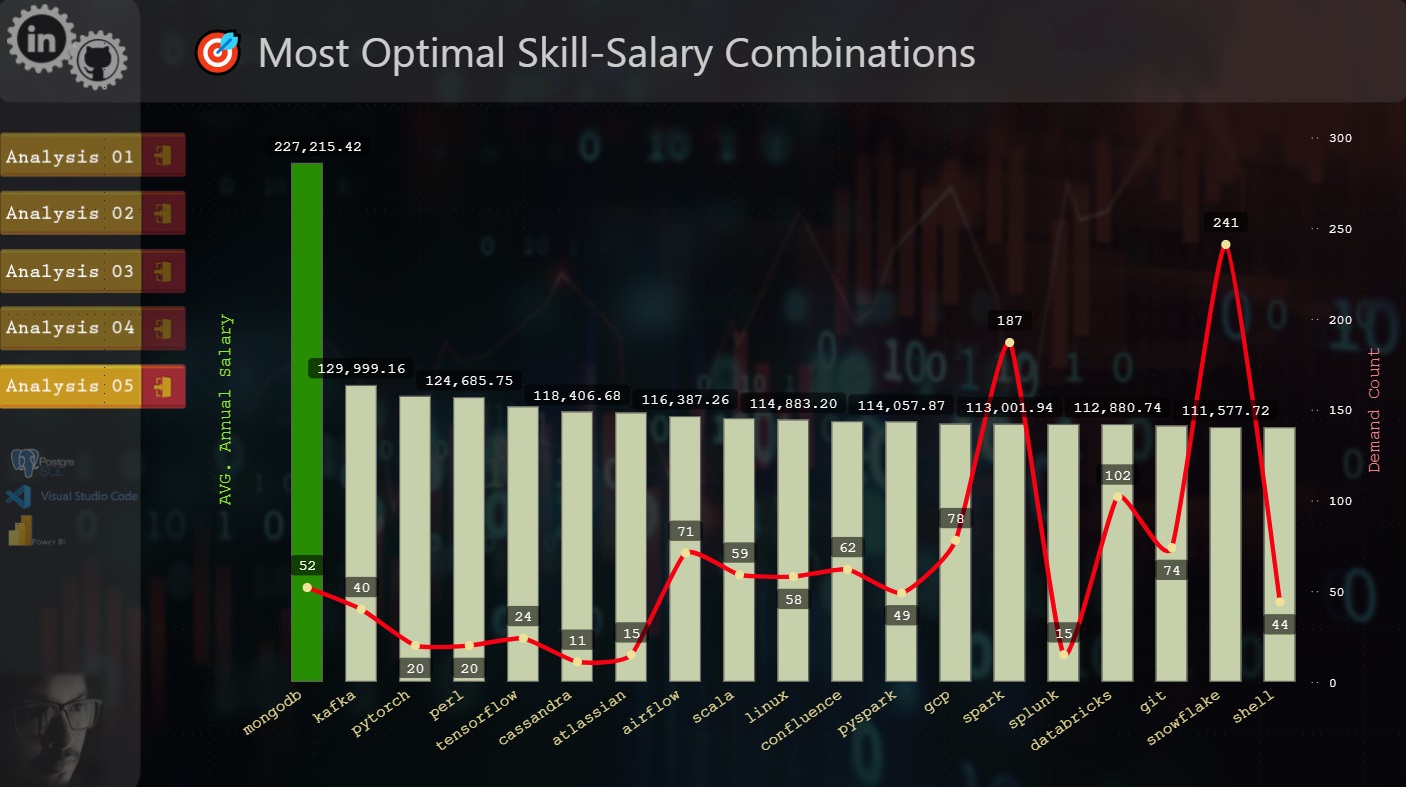 in
Most Optimal Skill-Salary Combinations
Analysis 01
Analysis 02
Analysis 03
Analysis 04
Analysis 05
Postgre
SQL
Visual Studio Code
Power BI
AVG. Annual Salary
227,215.42
129,999.16
124,685.75
118,406.68
116,387.26
114,883.20
114,057.87
113,001.94
112,880.74
111,577.72
52
40
20
20
24
11
15
71
59
58
62
49
78
187
15
102
74
241
44
mongodb
kafka
pytorch
perl
tensorflow
cassandra
atlassian
airflow
scala
linux
confluence
pyspark
gcp
spark
splunk
databricks
git
snowflake
shell
300
250
200
150
100
50
0
Demand Count